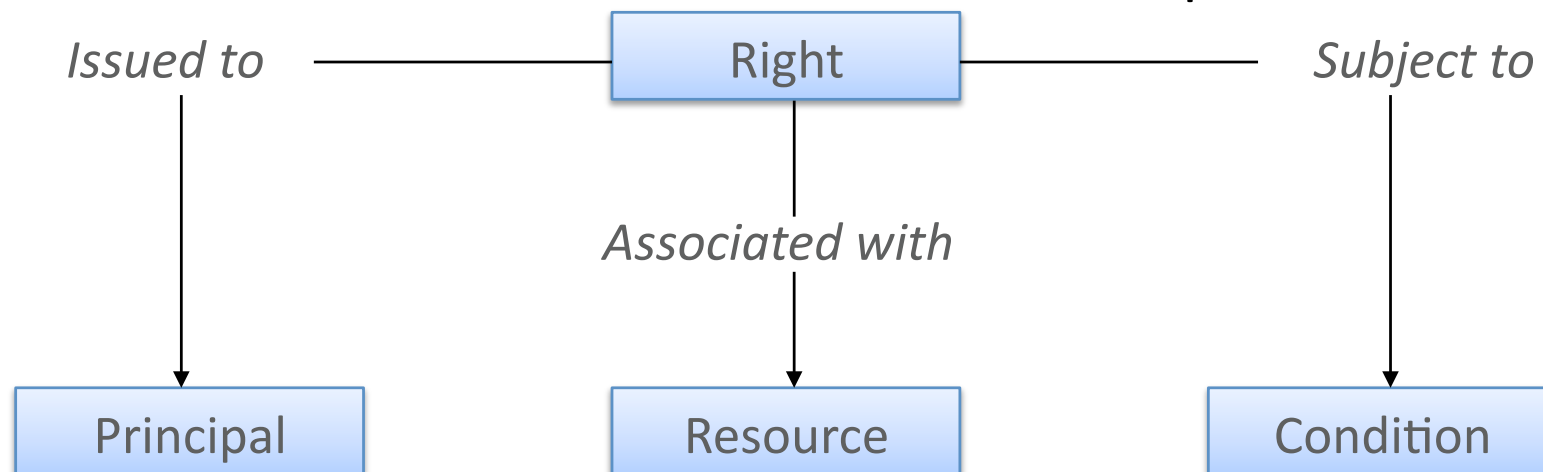 Issued to
Right
Subject to
Associated with
Principal
Resource
Condition